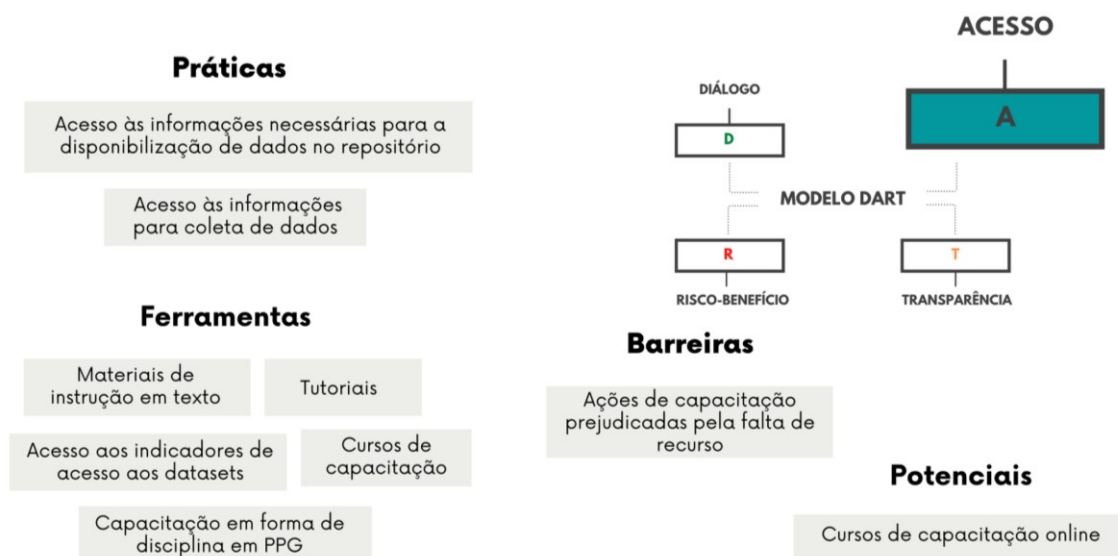 Práticas
Acesso às informações necessárias para a
disponibilização de dados no repositório
Acesso às informações
para coleta de dados
Ferramentas
Materiais de
instrução em texto
Tutoriais
Acesso aos indicadores de
acesso aos datasets
Cursos de
capacitação
Capacitação em forma de
disciplina em PPG
ACESSO
A
DIÁLOGO
D
MODELO DART
R
RISCO-BENEFÍCIO
T
TRANSPARÊNCIA
Barreiras
Ações de capacitação
prejudicadas pela falta de
recurso
Potenciais
Cursos de capacitação online